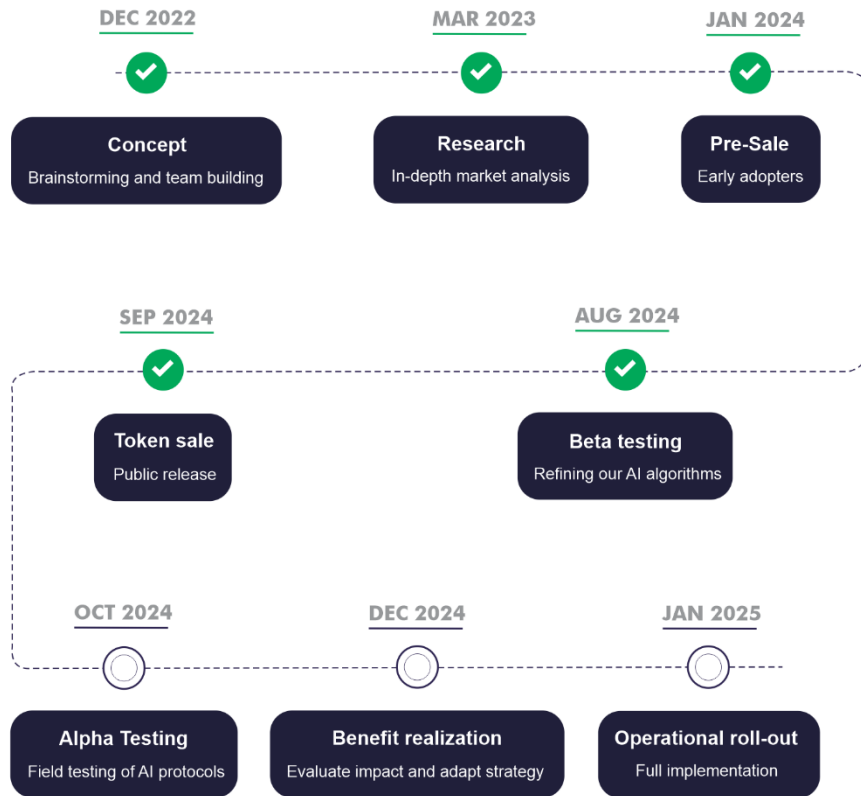 DEC 2022
Concept
Brainstorming and team building
MAR 2023
Research
In-depth market analysis
JAN 2024
Pre-Sale
Early adopters
AUG 2024
Beta testing
Refining our AI algorithms
SEP 2024
Token sale
Public release
OCT 2024
Alpha Testing
Field testing of AI protocols
DEC 2024
Benefit realization
Evaluate impact and adapt strategy
JAN 2025
Operational roll-out
Full implementation